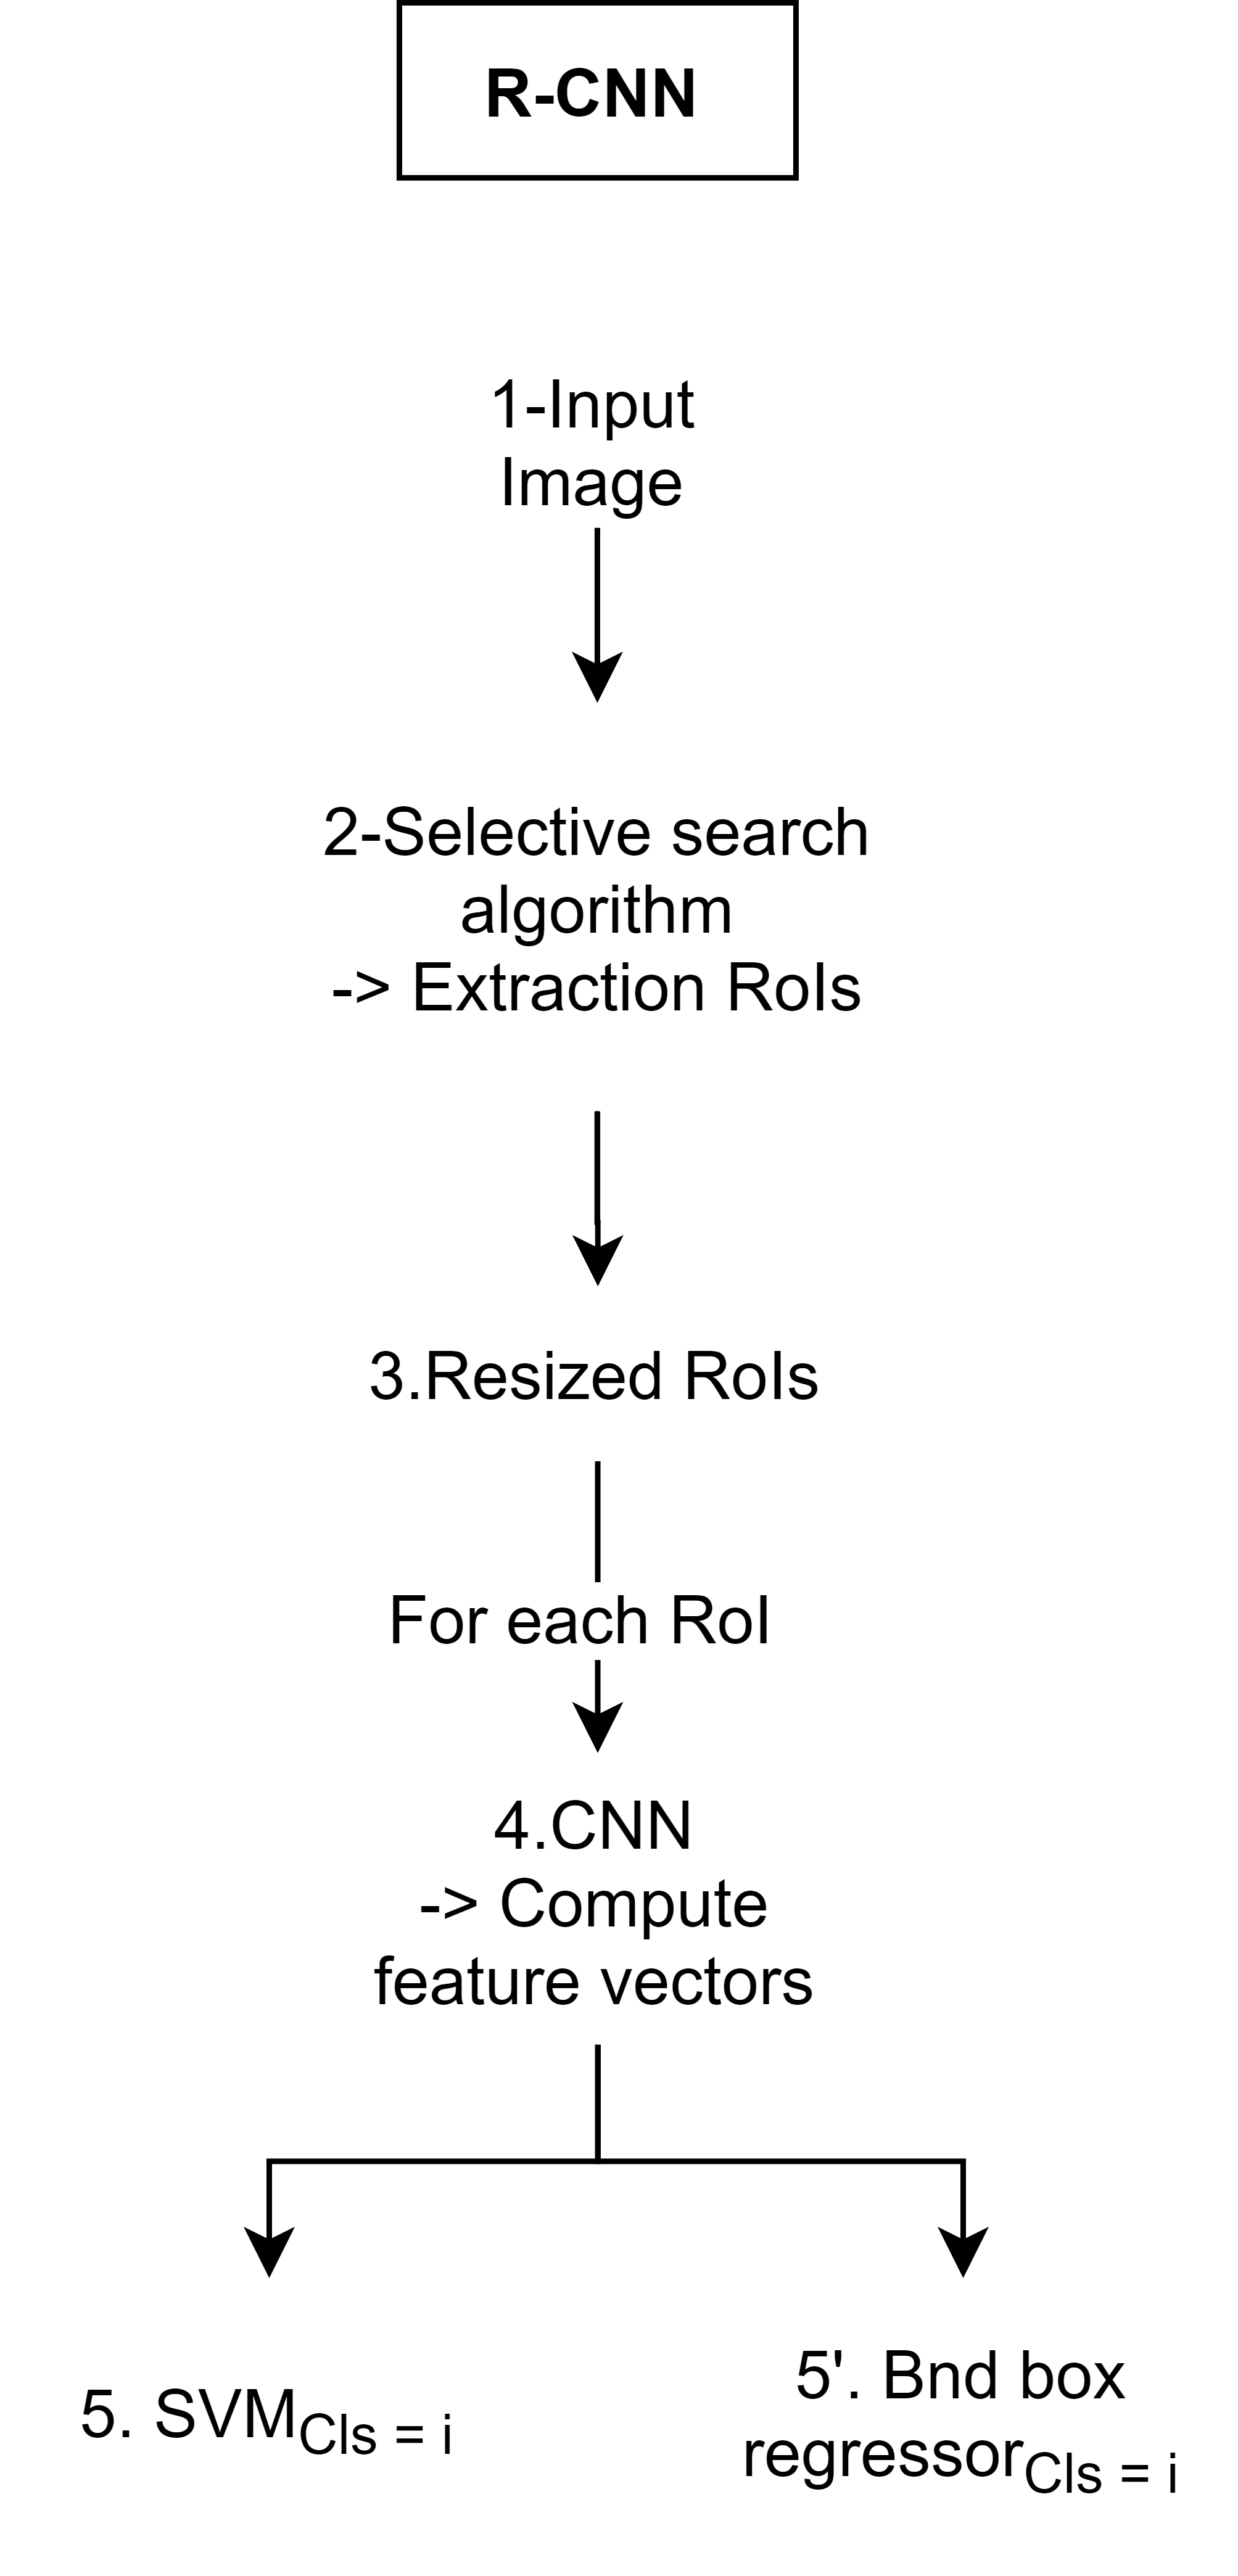 R-CNN
1-Input
Image
2-Selective search
algorithm
-> Extraction RoIs
3.Resized RoIs
For each RoI
4.CNN
-> Compute
feature vectors
5. SVM Cls = i
5'. Bnd box
regressor Cls = i